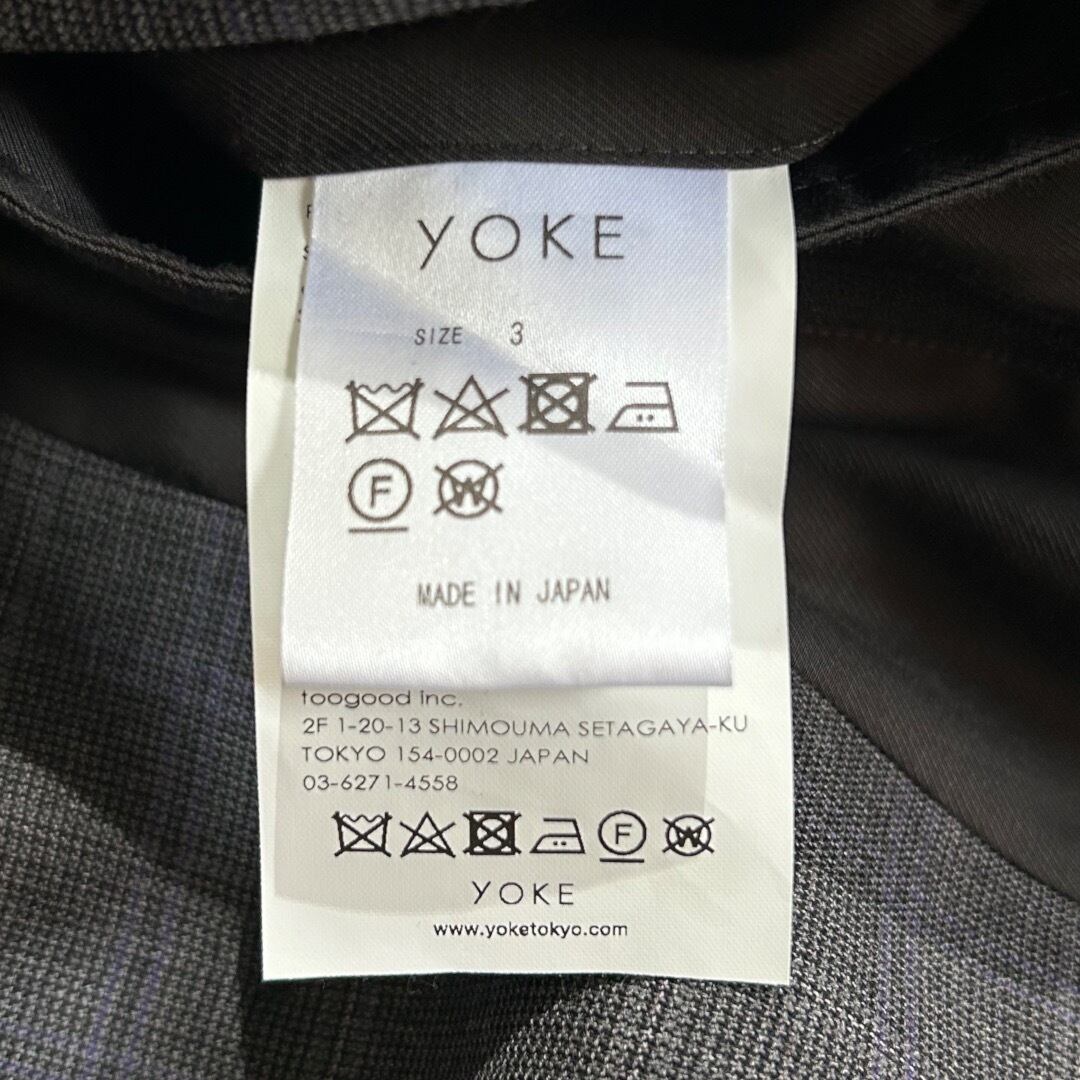 YOKE
SIZE 3
F
W
MADE IN JAPAN
toogood inc.
2F 1-20-13 SHIMOUMA SETAGAYA-KU
TOKYO 154-0002 JAPAN
03-6271-4558
F W
YOKE
www.yoketokyo.com